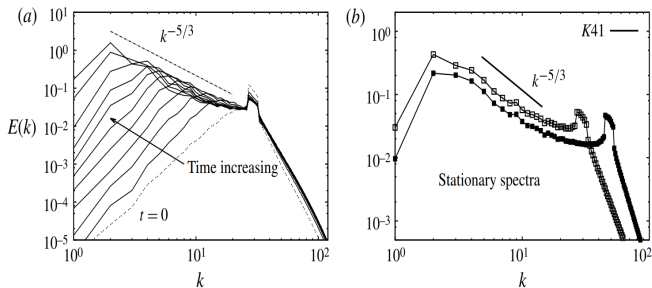 (a)
10^1
10^0
10^-1
10^-2
10^-3
10^-4
10^-5
E(k)
k^-5/3
Time increasing
t = 0
10^0
10^1
10^2
k
(b)
K41
10^0
10^-1
10^-2
10^-3
k^-5/3
Stationary spectra
10^0
10^1
10^2
k